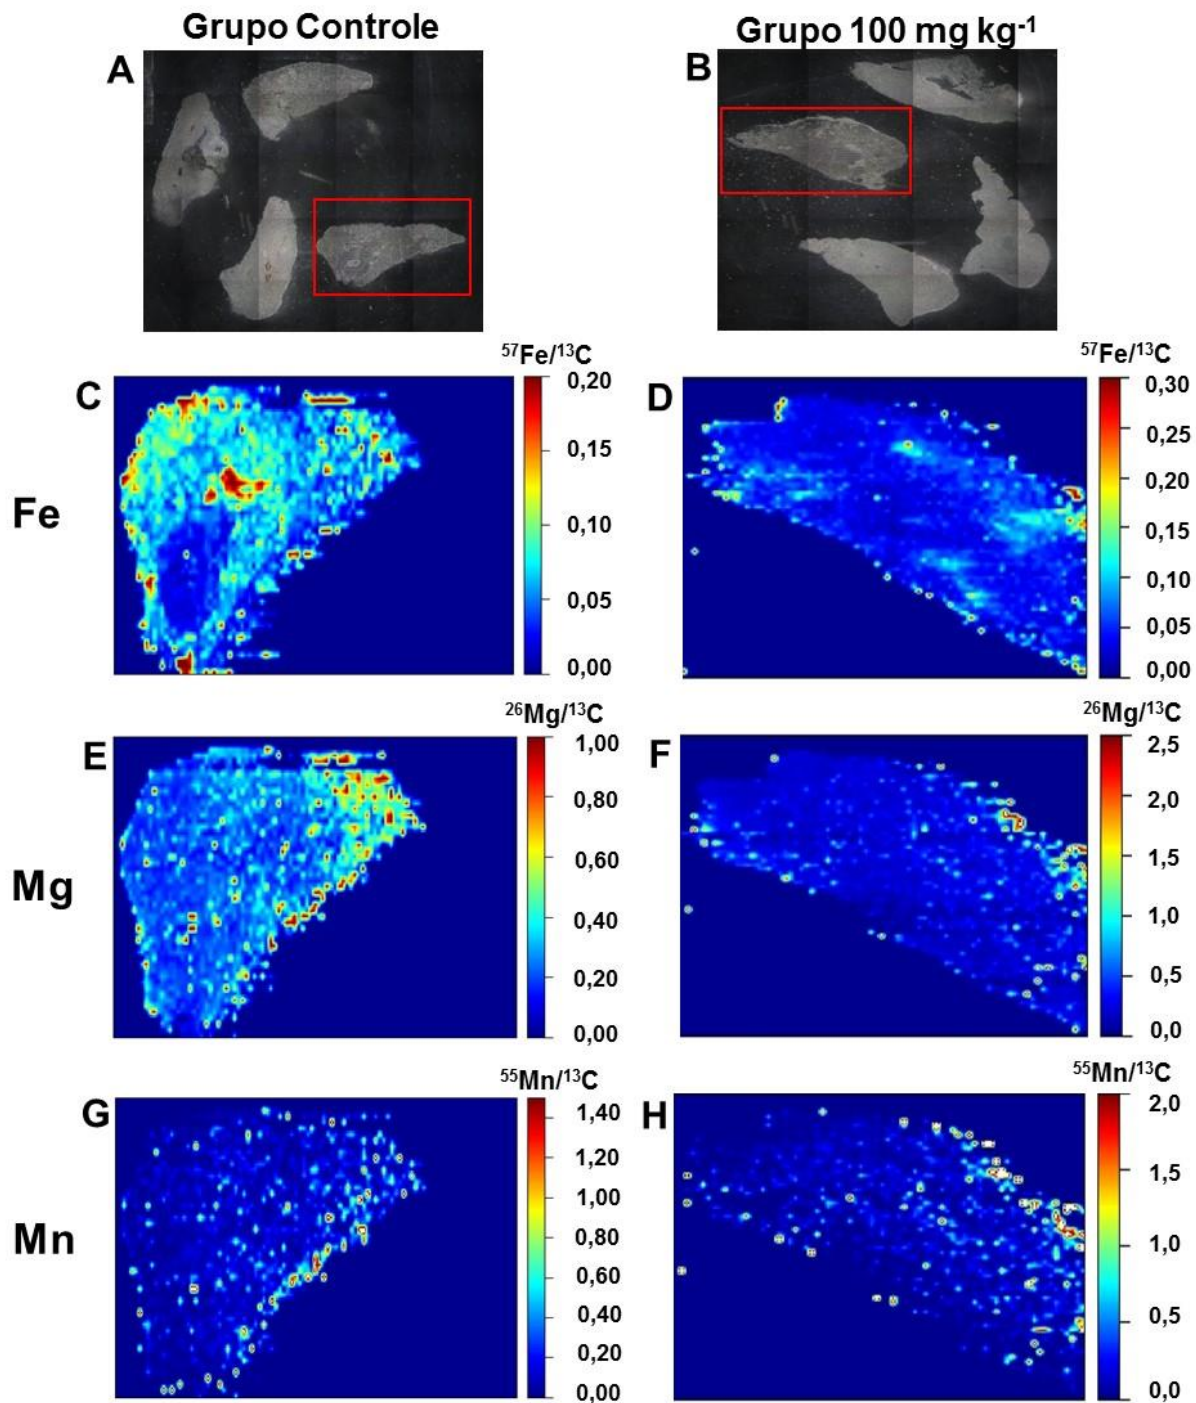 Grupo Controle
Grupo 100 mg kg⁻¹
A
B
⁵⁷Fe/¹³C
⁵⁷Fe/¹³C
C
0,20
0,15
0,10
0,05
0,00
D
0,30
0,25
0,20
0,15
0,10
0,05
0,00
Fe
²⁶Mg/¹³C
²⁶Mg/¹³C
E
1,00
0,80
0,60
0,40
0,20
0,00
F
2,5
2,0
1,5
1,0
0,5
0,0
Mg
⁵⁵Mn/¹³C
⁵⁵Mn/¹³C
G
1,40
1,20
1,00
0,80
0,60
0,40
0,20
0,00
H
2,0
1,5
1,0
0,5
0,0
Mn